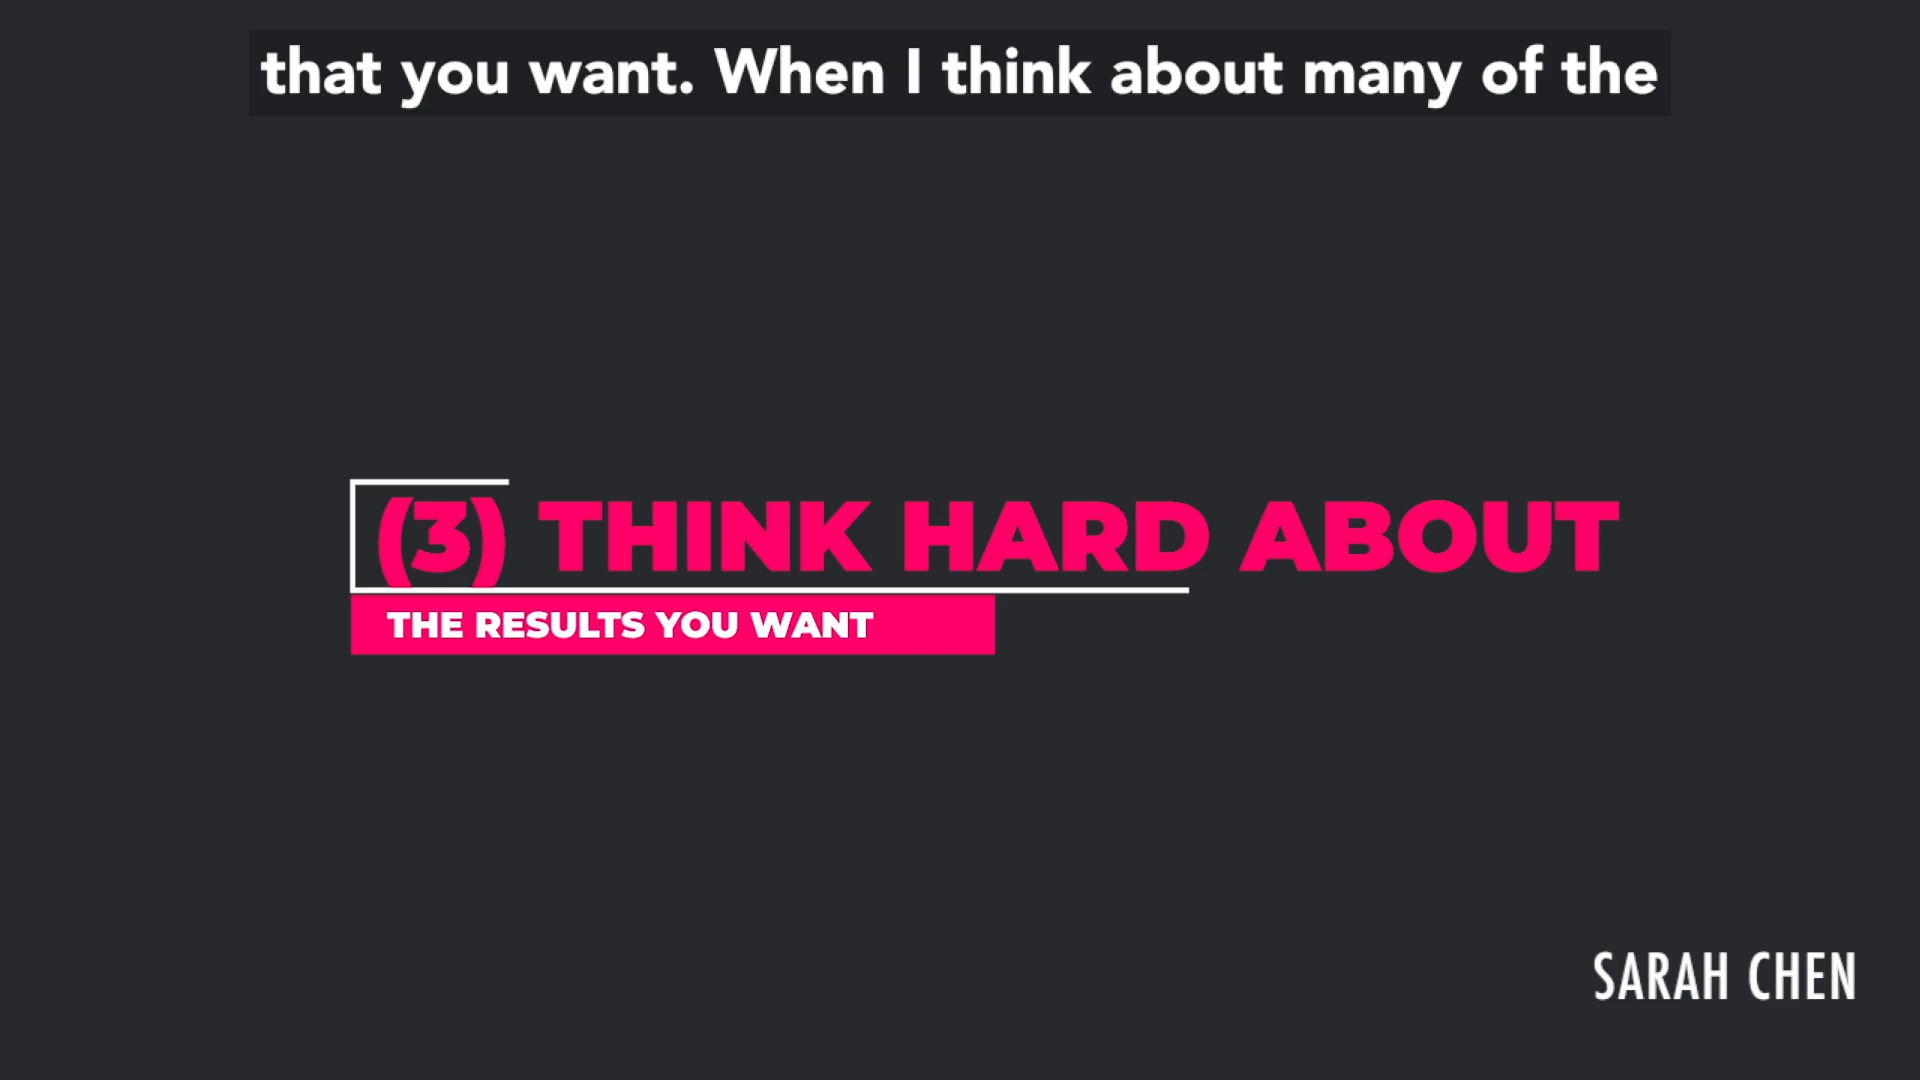 that you want. When I think about many of the
(3) THINK HARD ABOUT
THE RESULTS YOU WANT
SARAH CHEN